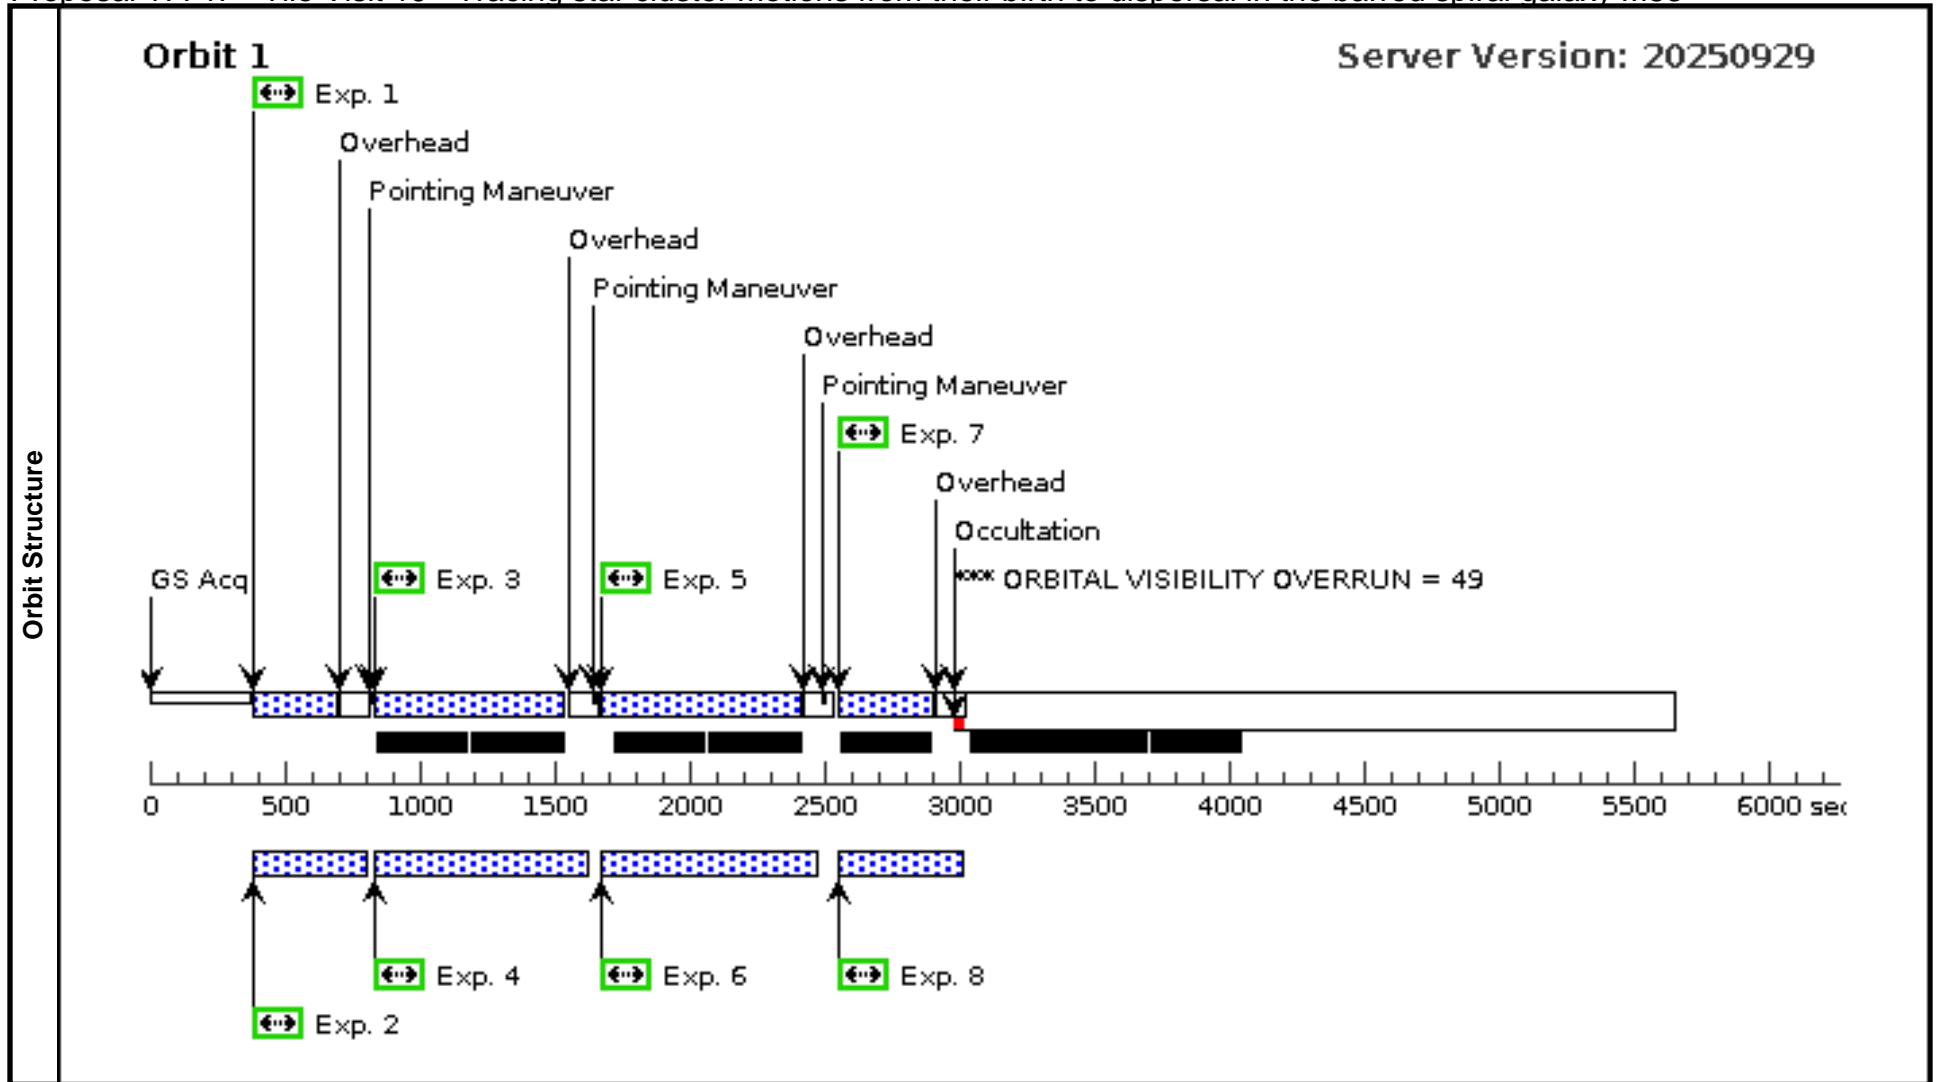 Orbit 1
Server Version: 20250929
Exp. 1
Overhead
Pointing Maneuver
Overhead
Pointing Maneuver
Overhead
Pointing Maneuver
Exp. 7
Overhead
Occultation
GS Acq
Exp. 3
Exp. 5
**** ORBITAL VISIBILITY OVERRUN = 49
Orbit Structure
0 500 1000 1500 2000 2500 3000 3500 4000 4500 5000 5500 6000
Exp. 4
Exp. 6
Exp. 8
Exp. 2